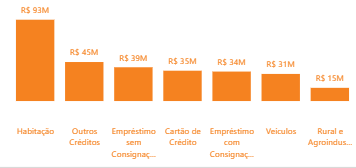 R$ 93M
R$ 45M
R$ 39M
R$ 35M
R$ 34M
R$ 31M
R$ 15M
Habitação
Outros
Créditos
Empréstimo
sem
Consignaç...
Cartão de
Crédito
Empréstimo
com
Consignaç...
Veículos
Rural e
Agroindus...